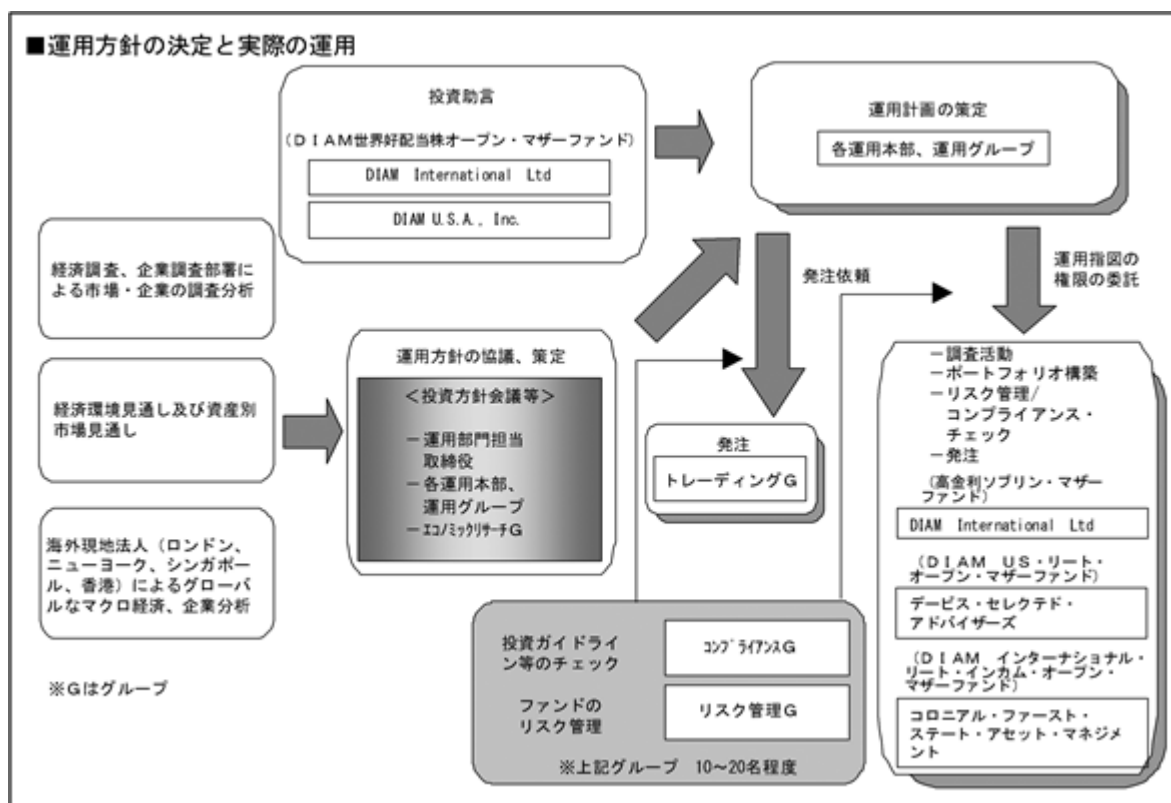 ■運用方針の決定と実際の運用
投資助言
(ＤＩＡＭ世界好配当株オープン・マザーファンド)
DIAM International Ltd
DIAM U.S.A., Inc.
運用計画の策定
各運用本部、運用グループ
経済調査、企業調査部署に
よる市場・企業の調査分析
経済環境見通し及び資産別
市場見通し
海外現地法人（ロンドン、
ニューヨーク、シンガポー
ル、香港）によるグローバ
ルなマクロ経済、企業分析
※Ｇはグループ
運用方針の協議、策定
＜投資方針会議等＞
－運用部門担当
取締役
－各運用本部、
運用グループ
－ｴｺﾉﾐｯｸﾘｻｰﾁＧ
発注依頼
発注
トレーディングＧ
運用指図の
権限の委託
－調査活動
－ポートフォリオ構築
－リスク管理/
コンプライアンス・
チェック
－発注
(高金利ソブリン・マザー
ファンド)
DIAM International Ltd
(ＤＩＡＭ ＵＳ・リート・
オープン・マザーファンド)
デービス・セレクテド・
アドバイザーズ
(ＤＩＡＭ インターナショナル・
リート・インカム・オープン・
マザーファンド)
コロニアル・ファースト・
ステート・アセット・マネジメ
ント
投資ガイドライ
ン等のチェック
ｺﾝﾌﾟﾗｲｱﾝｽＧ
ファンドの
リスク管理
リスク管理Ｇ
※上記グループ 10～20名程度